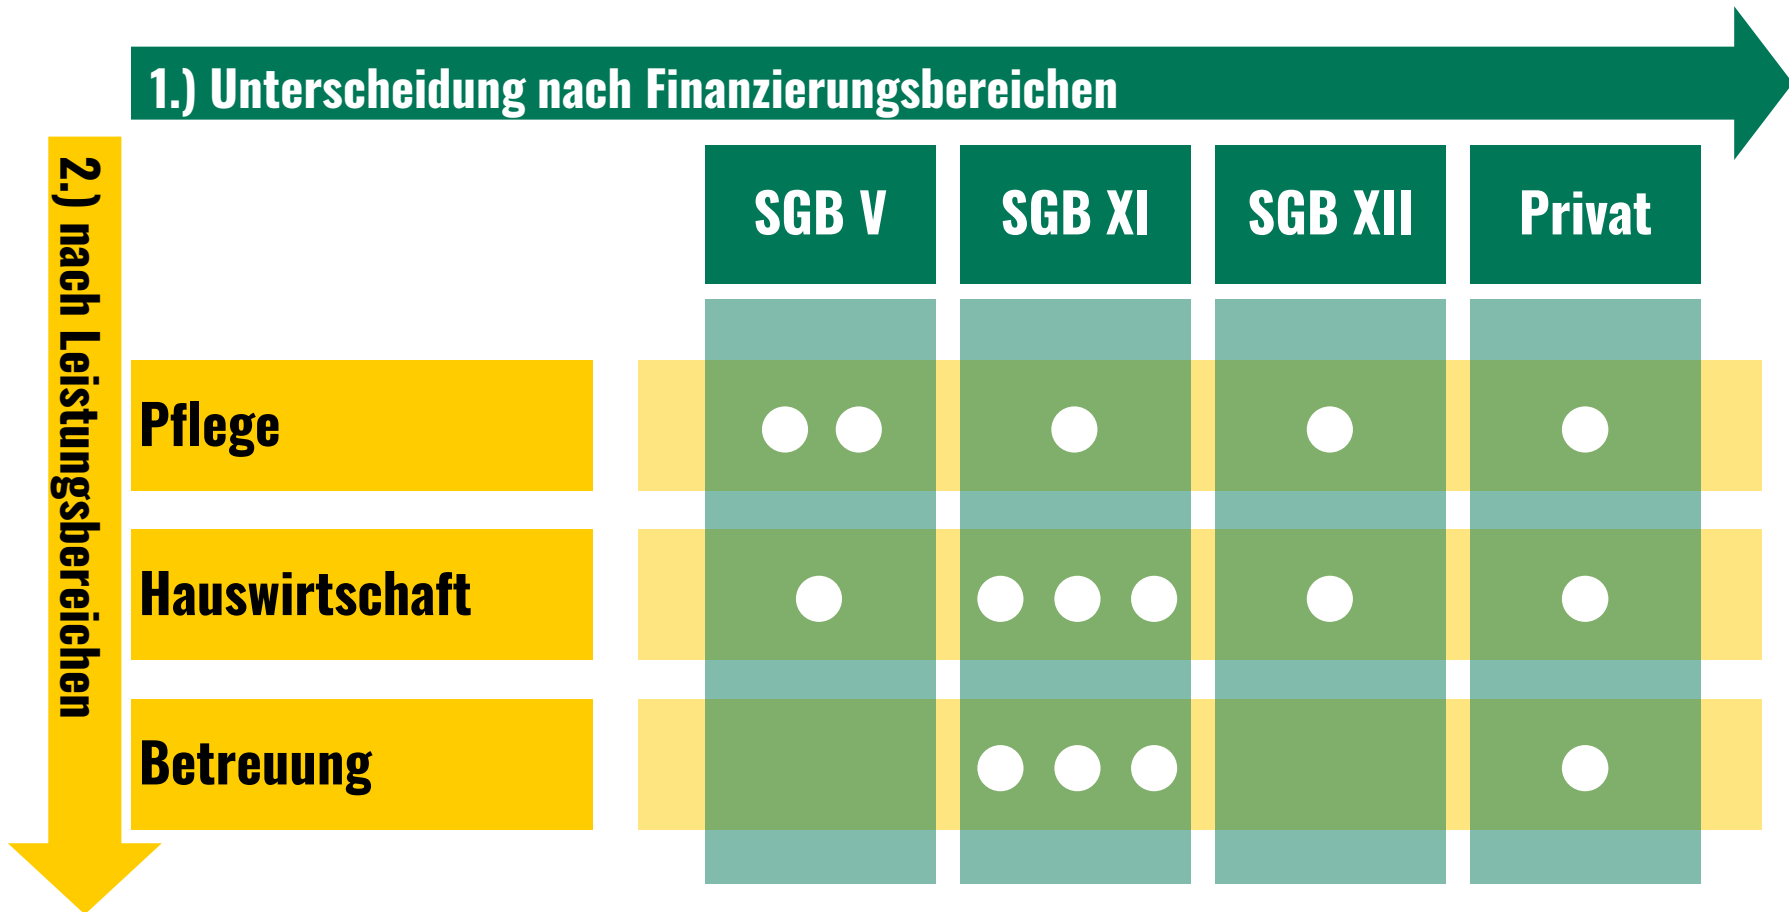 1.) Unterscheidung nach Finanzierungsbereichen
2.) nach Leistungsbereichen
SGB V
SGB XI
SGB XII
Privat
Pflege
Hauswirtschaft
Betreuung